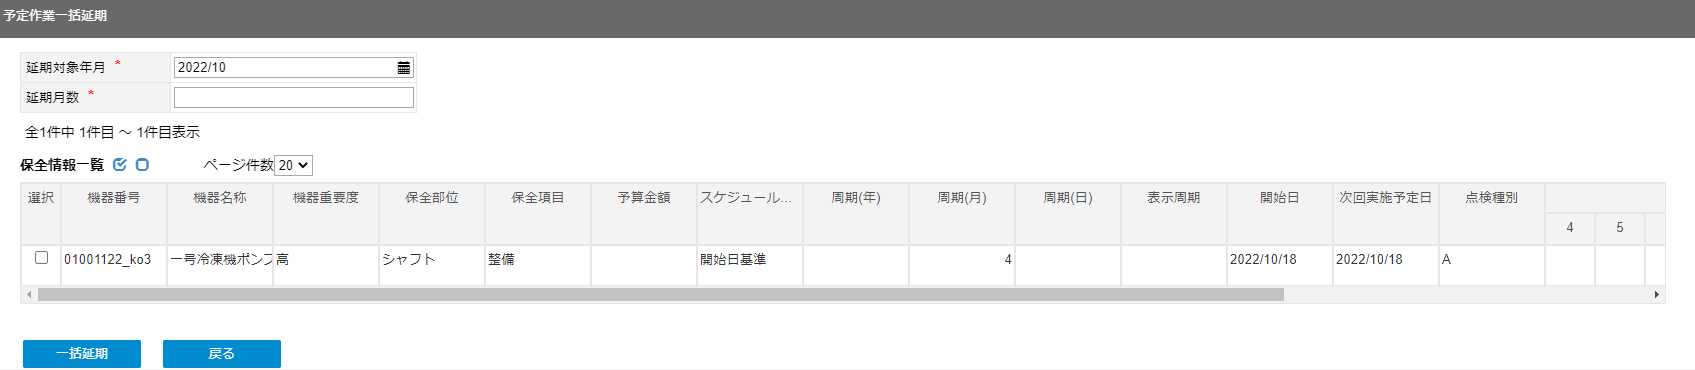 予定作業一括延期
延期対象年月 * 2022/10
延期月数 *
全1件中 1件目 ～ 1件目表示
保全情報一覧 ページ件数 20
選択 機器番号 機器名称 機器重要度 保全部位 保全項目 予算金額 スケジュール... 周期(年) 周期(月) 周期(日) 表示周期 開始日 次回実施予定日 点検種別
4 5
01001122_ko3 一号冷凍機ポンプ 高 シャフト 整備 開始日基準 4 2022/10/18 2022/10/18 A
一括延期 戻る